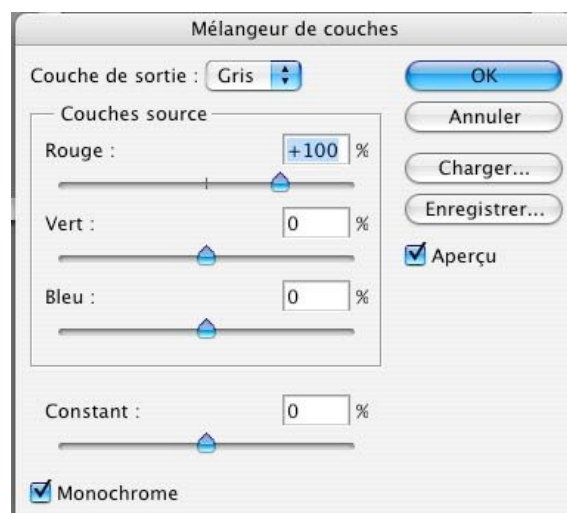 Mélangeur de couches
Couche de sortie : Gris
OK
Couches source
Annuler
Rouge : +100 %
Charger...
Vert : 0 %
Enregistrer...
Aperçu
Bleu : 0 %
Constant : 0 %
Monochrome